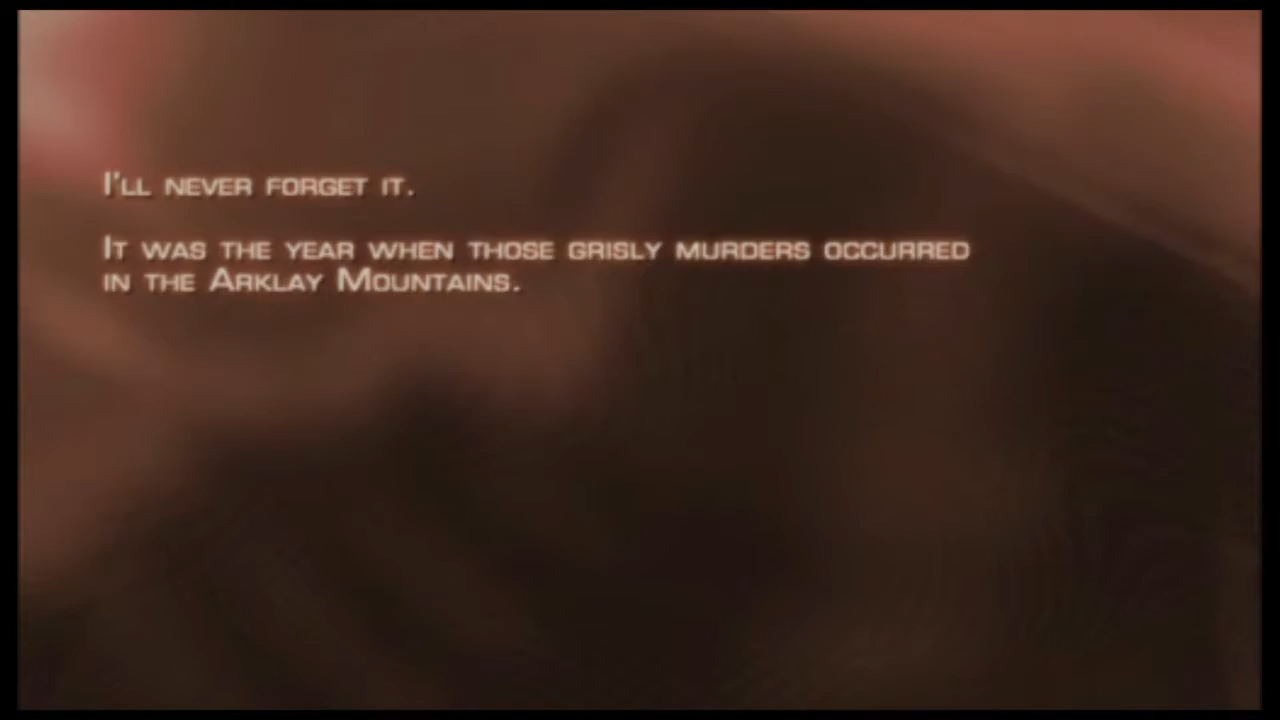 I'll never forget it.
It was the year when those grisly murders occurred
in the Arklay Mountains.